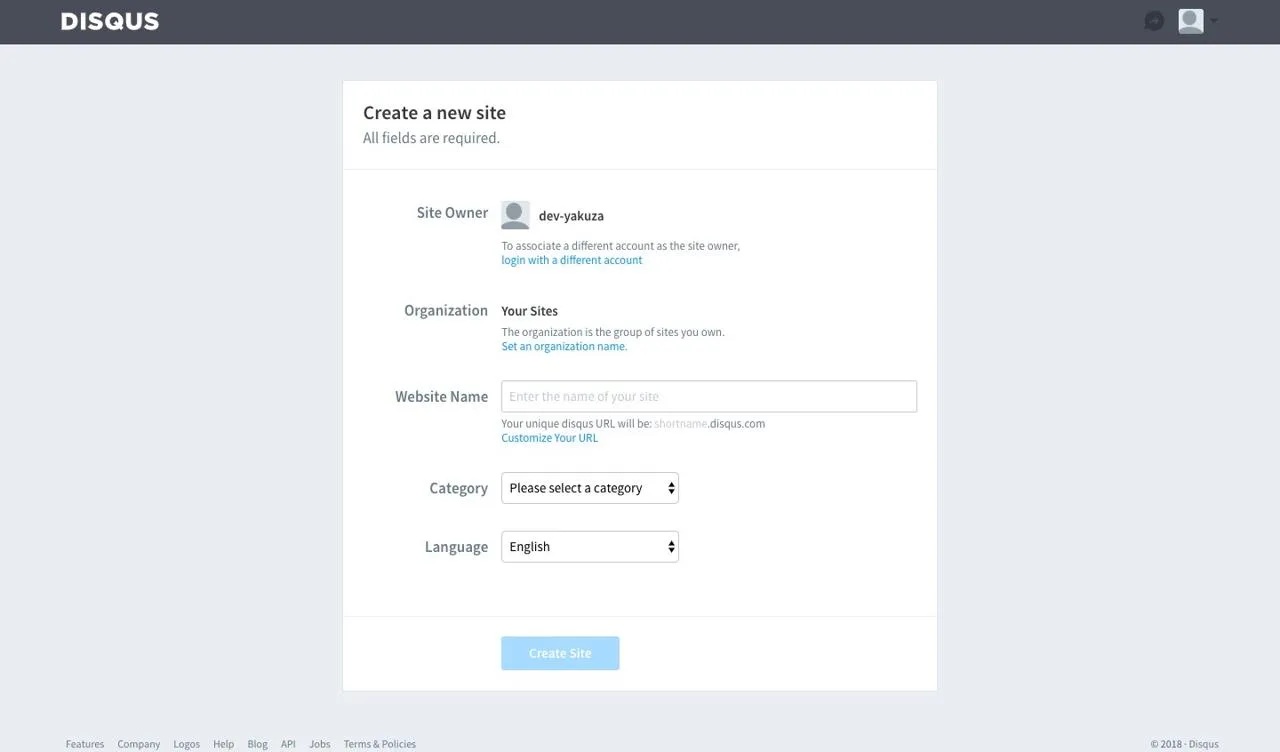 DISQUS
Create a new site
All fields are required.
Site Owner
dev-yakuza
To associate a different account as the site owner,
login with a different account
Organization
Your Sites
The organization is the group of sites you own.
Set an organization name.
Website Name
Enter the name of your site
Your unique disqus URL will be: shortname.disqus.com
Customize Your URL
Category
Please select a category
Language
English
Create Site
Features Company Logos Help Blog API Jobs Terms & Policies
© 2018 · Disqus